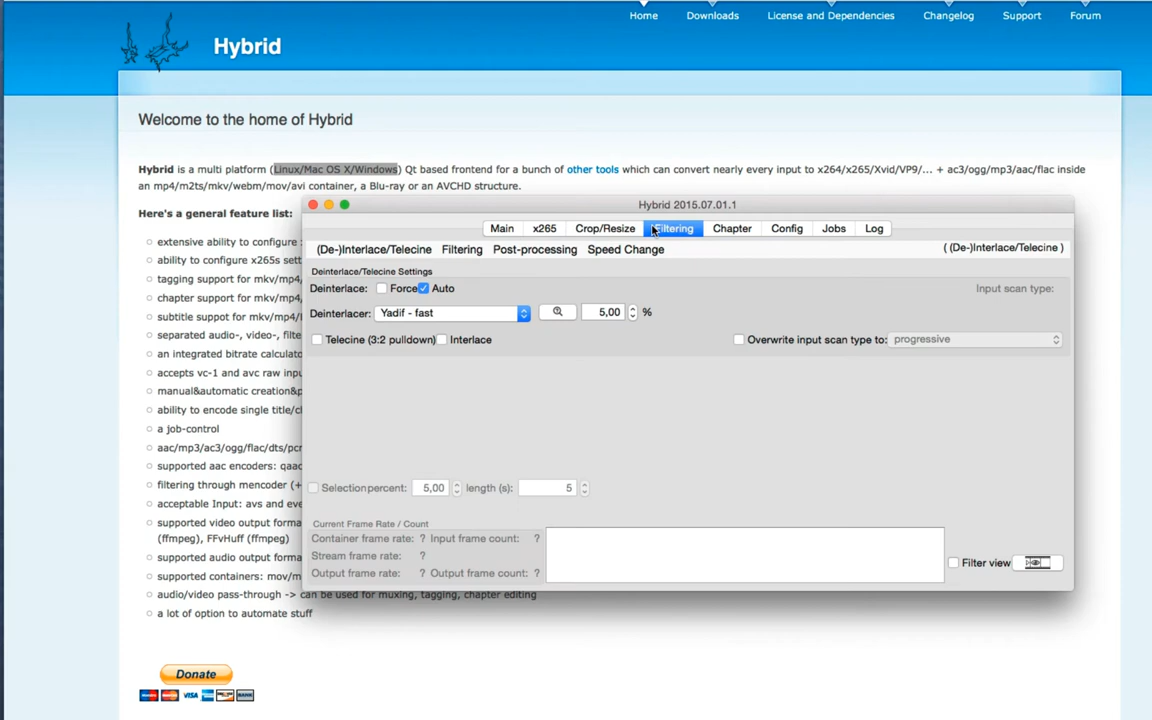 Home Downloads License and Dependencies Changelog Support Forum
Hybrid
Welcome to the home of Hybrid
Hybrid is a multi platform (Linux/Mac OS X/Windows) Qt based frontend for a bunch of other tools which can convert nearly every input to x264/x265/Xvid/VP9/... + ac3/ogg/mp3/aac/flac inside
an mp4/m2ts/mkv/webm/mov/avi container, a Blu-ray or an AVCHD structure.
Here's a general feature list:
extensive ability to configure
ability to configure x265s sett
tagging support for mkv/mp4/
chapter support for mkv/mp4/
subtitle suppot for mkv/mp4/
separated audio-, video-, filte
an integrated bitrate calculato
accepts vc-1 and avc raw inpu
manual&automatic creation&p
ability to encode single title/ch
a job-control
aac/mp3/ac3/ogg/flac/dts/pcm
supported aac encoders: qaac
filtering through mencoder (+
acceptable Input: avs and eve
supported video output forma
(ffmpeg), FFvHuff (ffmpeg)
supported audio output forma
supported containers: mov/m
audio/video pass-through -> can be used for muxing, tagging, chapter editing
a lot of option to automate stuff
Donate
VISA
BANK
Hybrid 2015.07.01.1
Main x265 Crop/Resize Filtering Chapter Config Jobs Log
(De-)Interlace/Telecine Filtering Post-processing Speed Change ( (De-)Interlace/Telecine )
Deinterlace/Telecine Settings
Deinterlace: Force Auto Input scan type:
Deinterlacer: Yadif - fast 5,00 %
Telecine (3:2 pulldown) Interlace Overwrite input scan type to: progressive
Selectionpercent: 5,00 length (s): 5
Current Frame Rate / Count
Container frame rate: ? Input frame count: ?
Stream frame rate: ?
Output frame rate: ? Output frame count: ?
Filter view